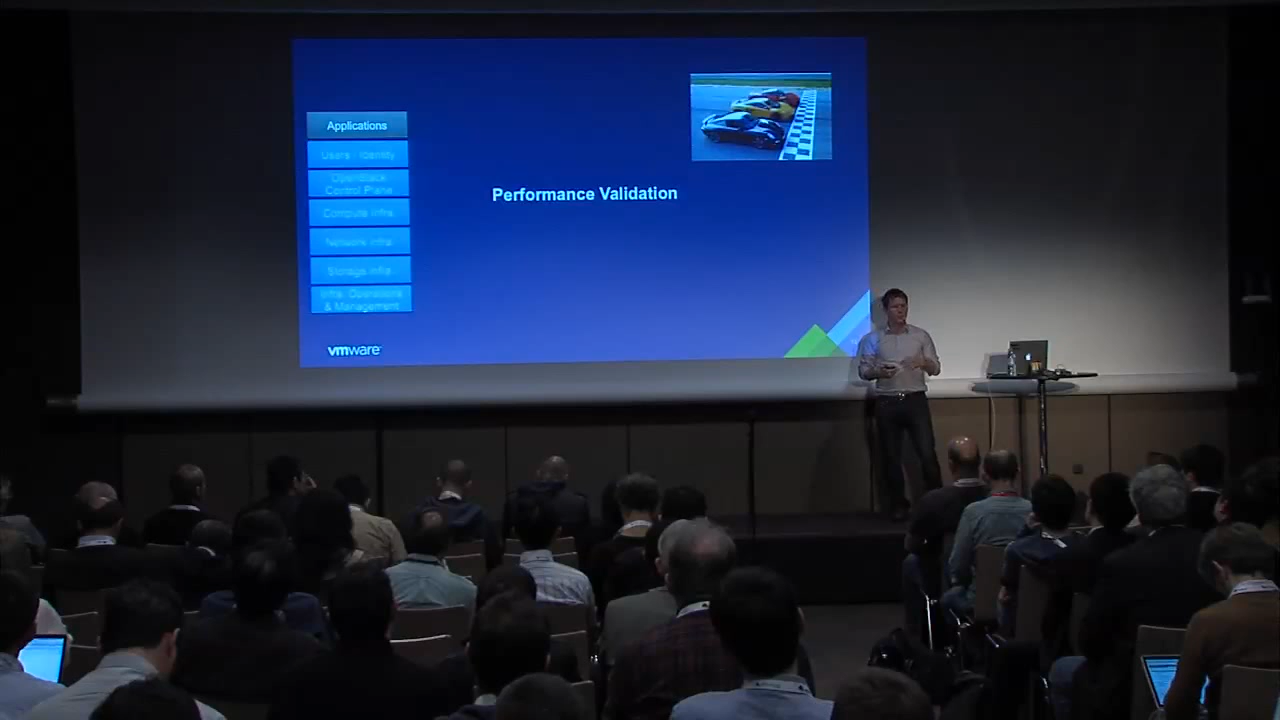 Applications
Users / Identity
OpenStack
Control Plane
Compute Infra.
Network Infra.
Storage Infra.
Infra. Operations
& Management
Performance Validation
vmware